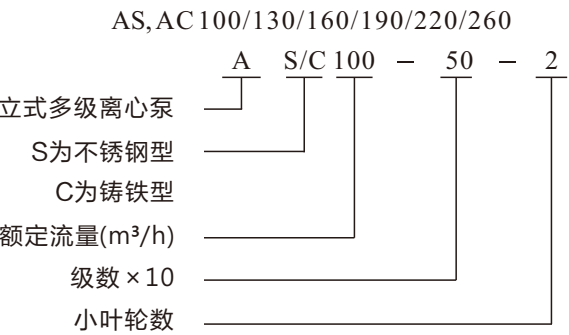 AS,AC100/130/160/190/220/260
A S/C 100 － 50 － 2
立式多级离心泵
S为不锈钢型
C为铸铁型
额定流量(m³/h)
级数×10
小叶轮数